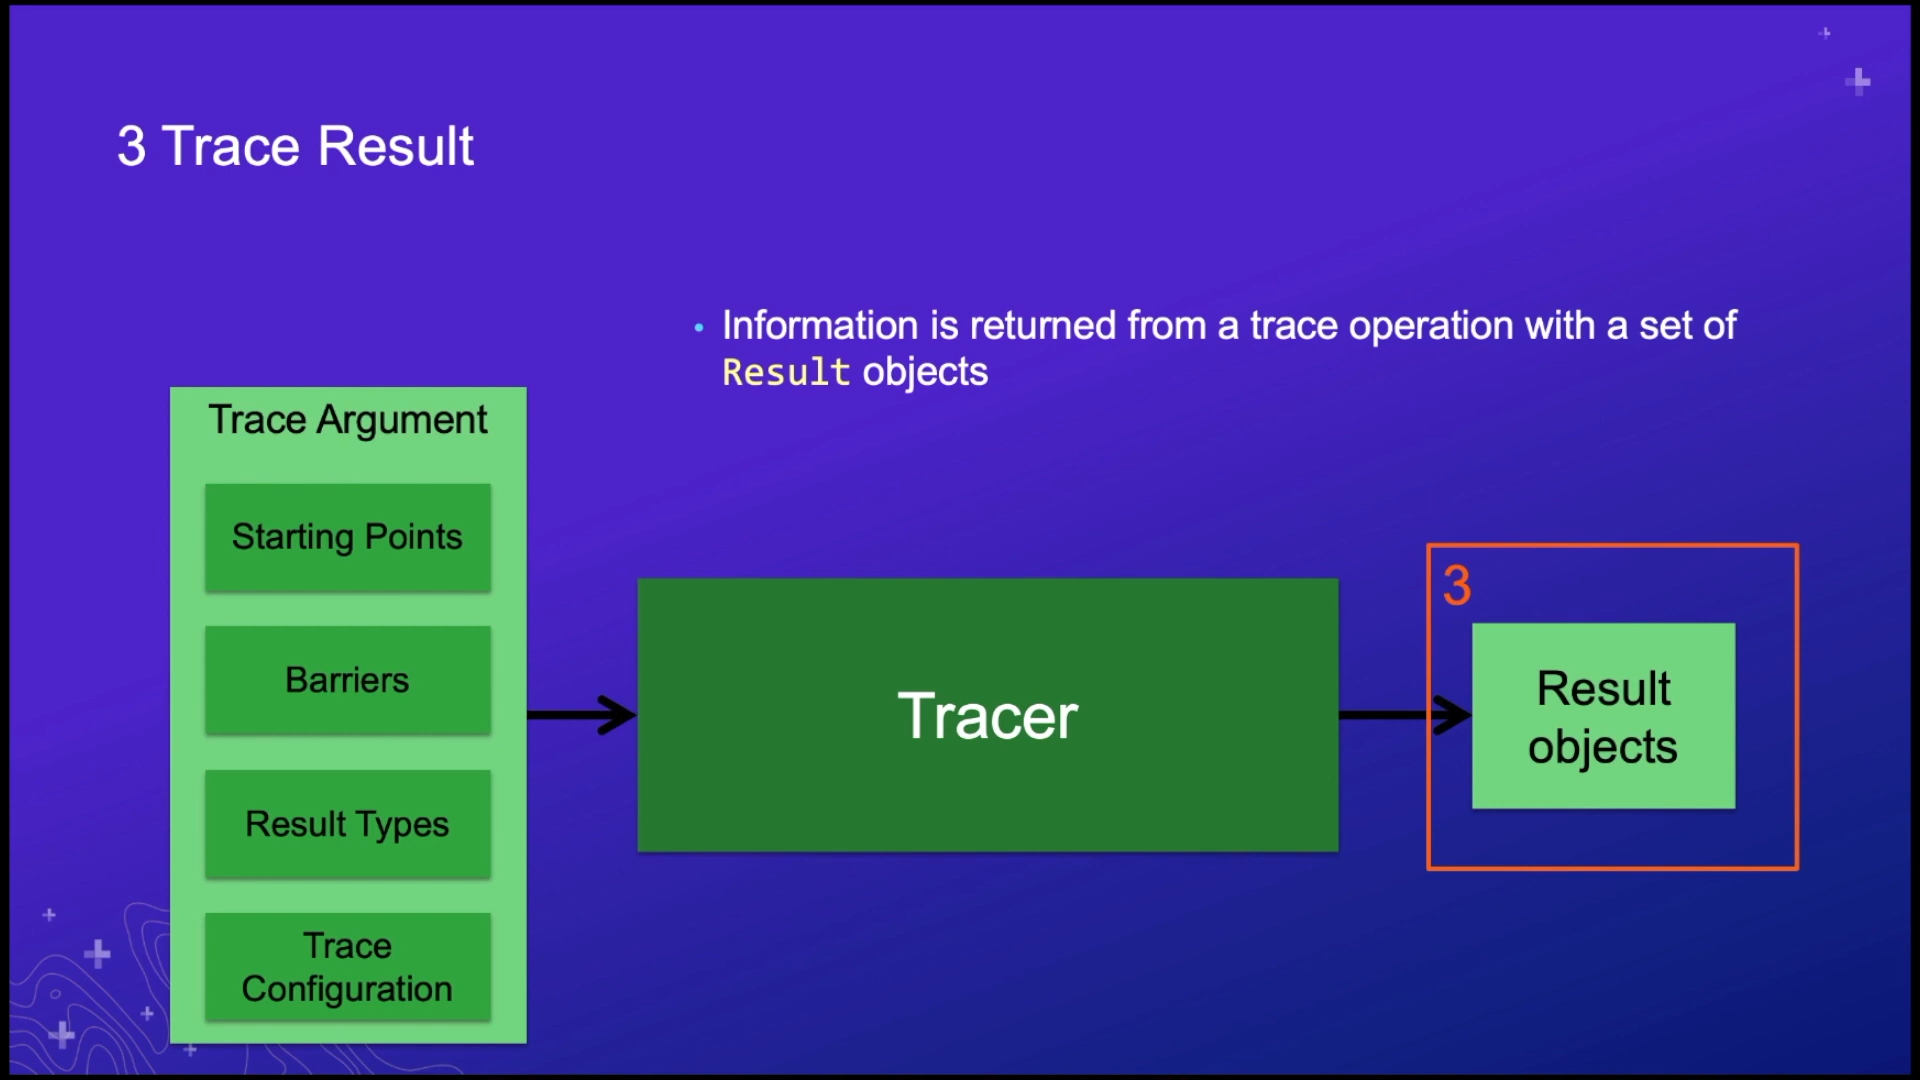 3 Trace Result
• Information is returned from a trace operation with a set of
Result objects
Trace Argument
Starting Points
Barriers
Result Types
Trace
Configuration
Tracer
3
Result
objects